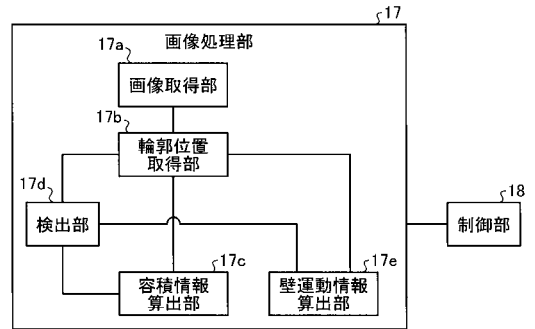 17
画像処理部
17a
画像取得部
17b
輪郭位置
取得部
17d
検出部
18
制御部
17c
容積情報
算出部
17e
壁運動情報
算出部